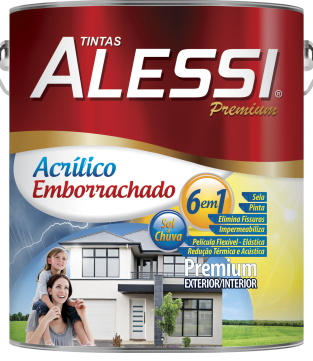 TINTAS
ALESSI®
Premium
Acrílico
Emborrachado
6 em 1
Sela
Pinta
Elimina Fissuras
Impermeabiliza
Película Flexível - Elástica
Redução Térmica e Acústica
Sol
Chuva
Premium
EXTERIOR/INTERIOR